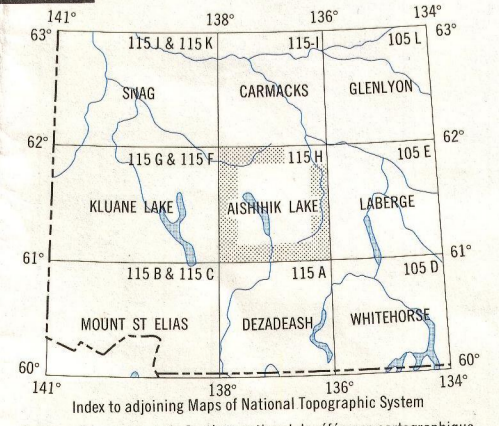 141° 138° 136° 134°
63° 115 J & 115 K 115-I 105 L 63°
SNAG CARMACKS GLENLYON
62° 115 G & 115 F 115 H 105 E 62°
KLUANE LAKE AISHIHIK LAKE LABERGE
61° 115 B & 115 C 115 A 105 D 61°
MOUNT ST ELIAS DEZADEASH WHITEHORSE
60° 60°
141° 138° 136° 134°
Index to adjoining Maps of National Topographic System